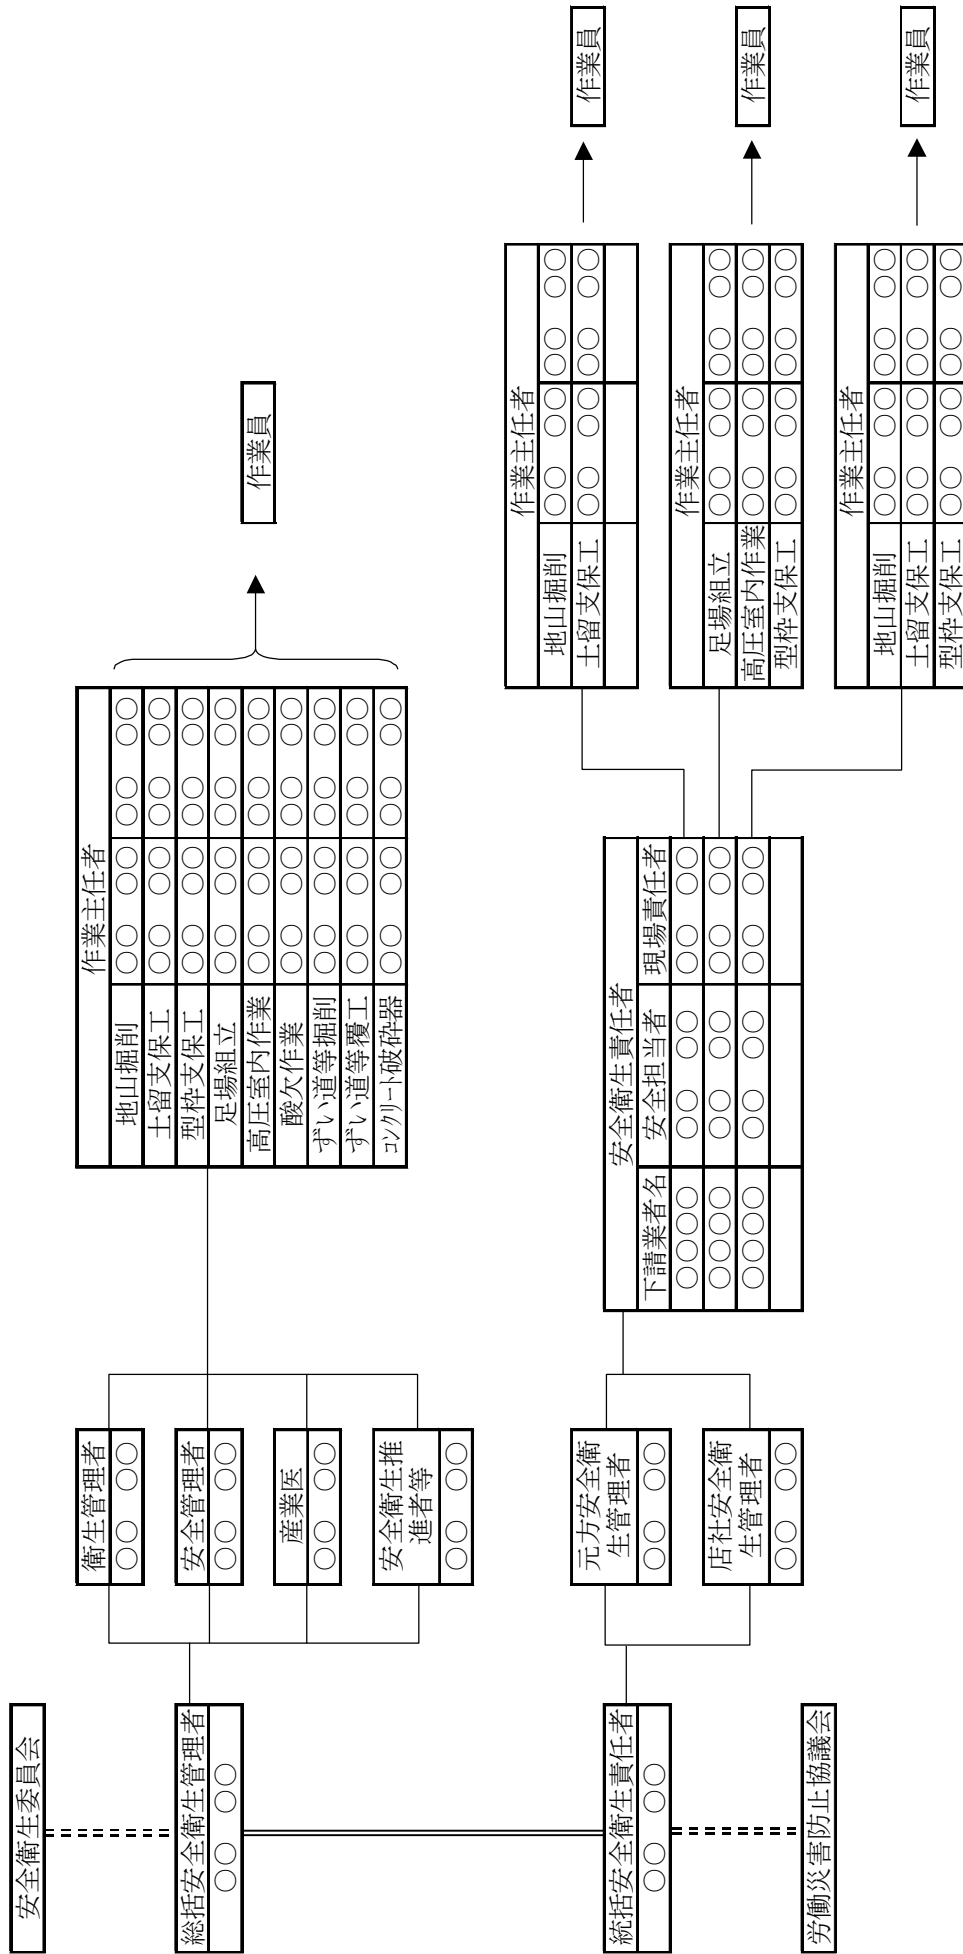 安全衛生委員会
総括安全衛生管理者
○○ ○○
衛生管理者
○○ ○○
安全管理者
○○ ○○
産業医
○○ ○○
安全衛生推
進者等
○○ ○○
作業主任者
地山掘削 ○○ ○○ ○○ ○○
土留支保工 ○○ ○○ ○○ ○○
型枠支保工 ○○ ○○ ○○ ○○
足場組立 ○○ ○○ ○○ ○○
高圧室内作業 ○○ ○○ ○○ ○○
酸欠作業 ○○ ○○ ○○ ○○
ずい道等掘削 ○○ ○○ ○○ ○○
ずい道等覆工 ○○ ○○ ○○ ○○
コンクリート破砕器 ○○ ○○ ○○ ○○
作業員
統括安全衛生責任者
○○ ○○
労働災害防止協議会
元方安全衛
生管理者
○○ ○○
店社安全衛
生管理者
○○ ○○
安全衛生責任者
下請業者名 安全担当者 現場責任者
○○○○ ○○ ○○ ○○ ○○
○○○○ ○○ ○○ ○○ ○○
○○○○ ○○ ○○ ○○ ○○
作業主任者
地山掘削 ○○ ○○ ○○ ○○
土留支保工 ○○ ○○ ○○ ○○
作業員
作業主任者
足場組立 ○○ ○○ ○○ ○○
高圧室内作業 ○○ ○○ ○○ ○○
型枠支保工 ○○ ○○ ○○ ○○
作業員
作業主任者
地山掘削 ○○ ○○ ○○ ○○
土留支保工 ○○ ○○ ○○ ○○
型枠支保工 ○○ ○○ ○○ ○○
作業員